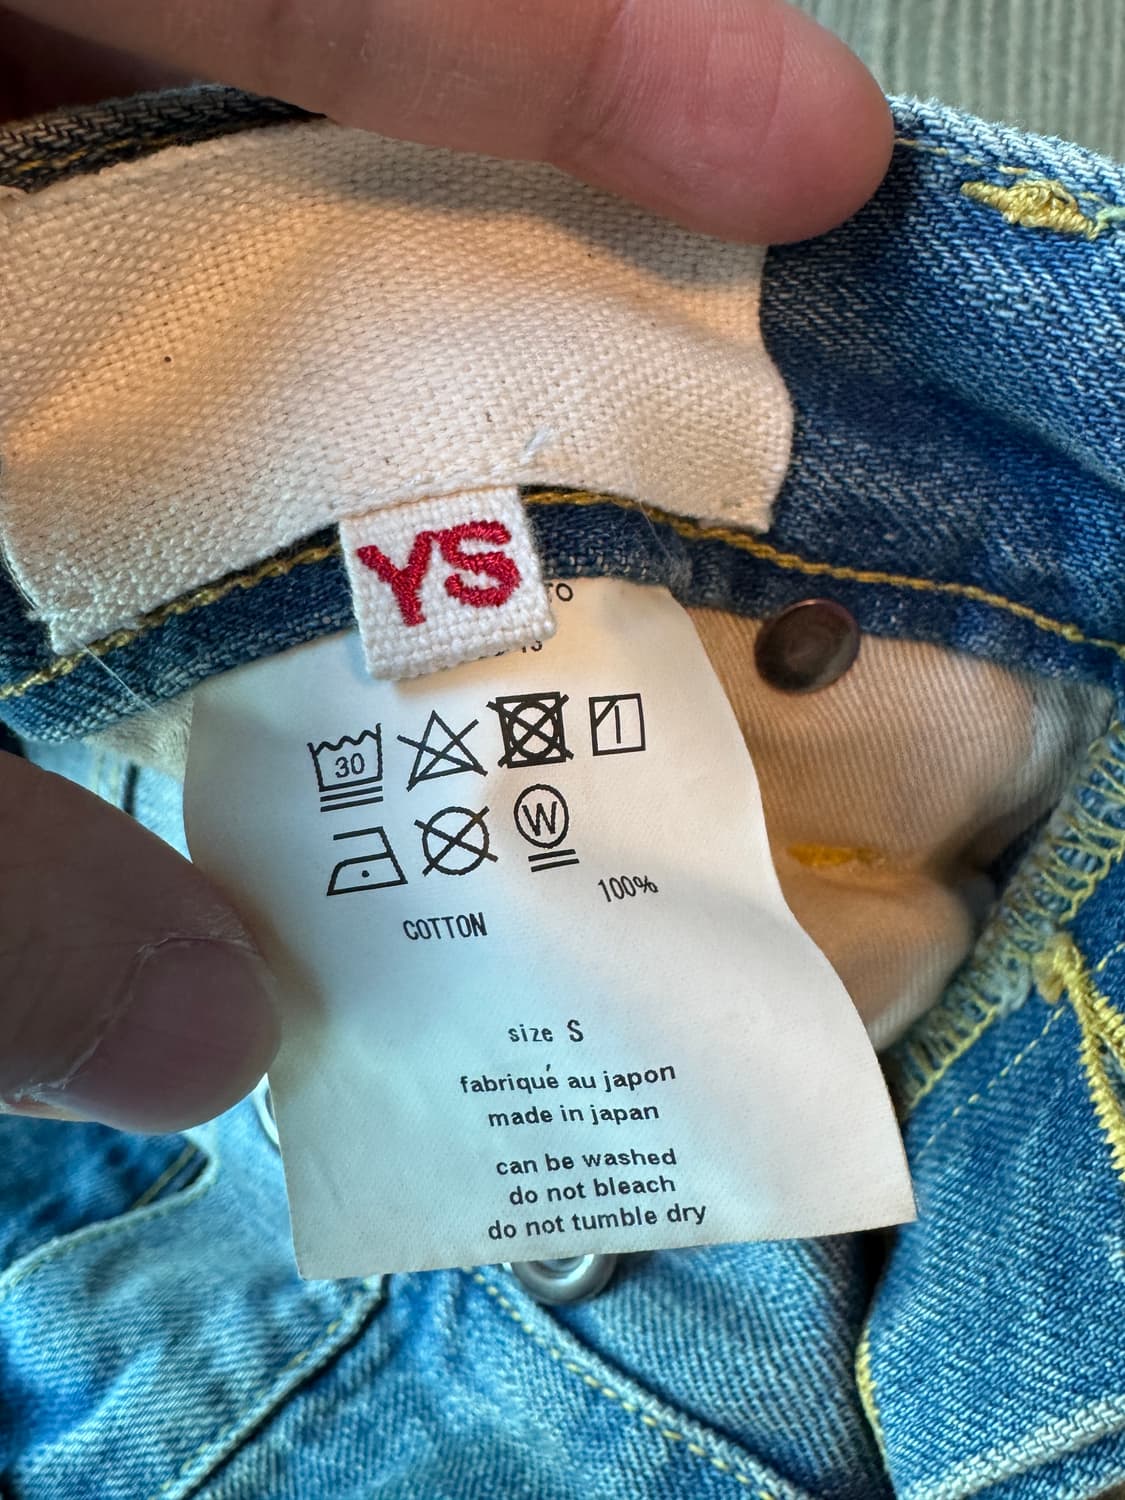 YS
TO
30
W
100%
COTTON
size S
fabriqué au japon
made in japan
can be washed
do not bleach
do not tumble dry